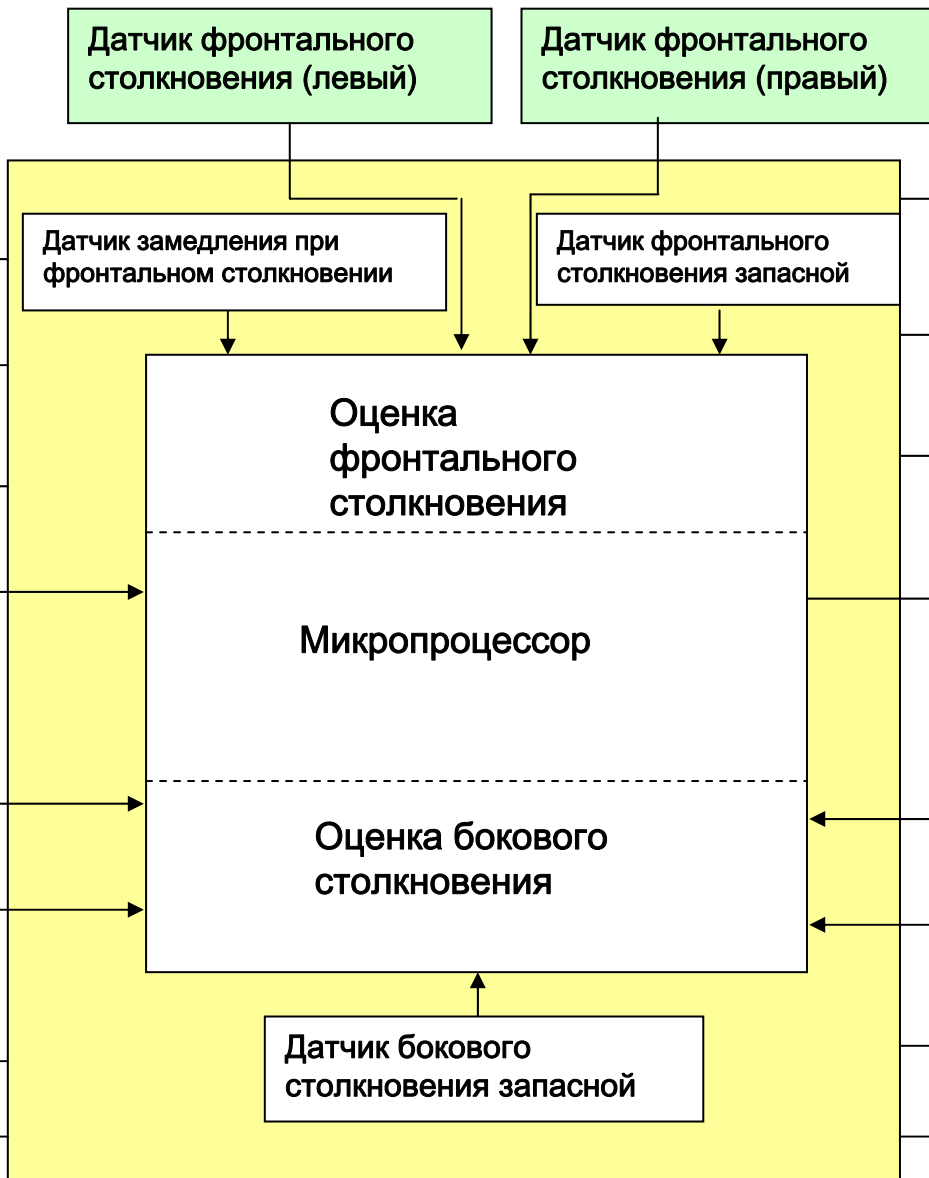 Датчик фронтального
столкновения (левый)
Датчик фронтального
столкновения (правый)
Датчик замедления при
фронтальном столкновении
Датчик фронтального
столкновения запасной
Оценка
фронтального
столкновения
Микропроцессор
Оценка бокового
столкновения
Датчик бокового
столкновения запасной